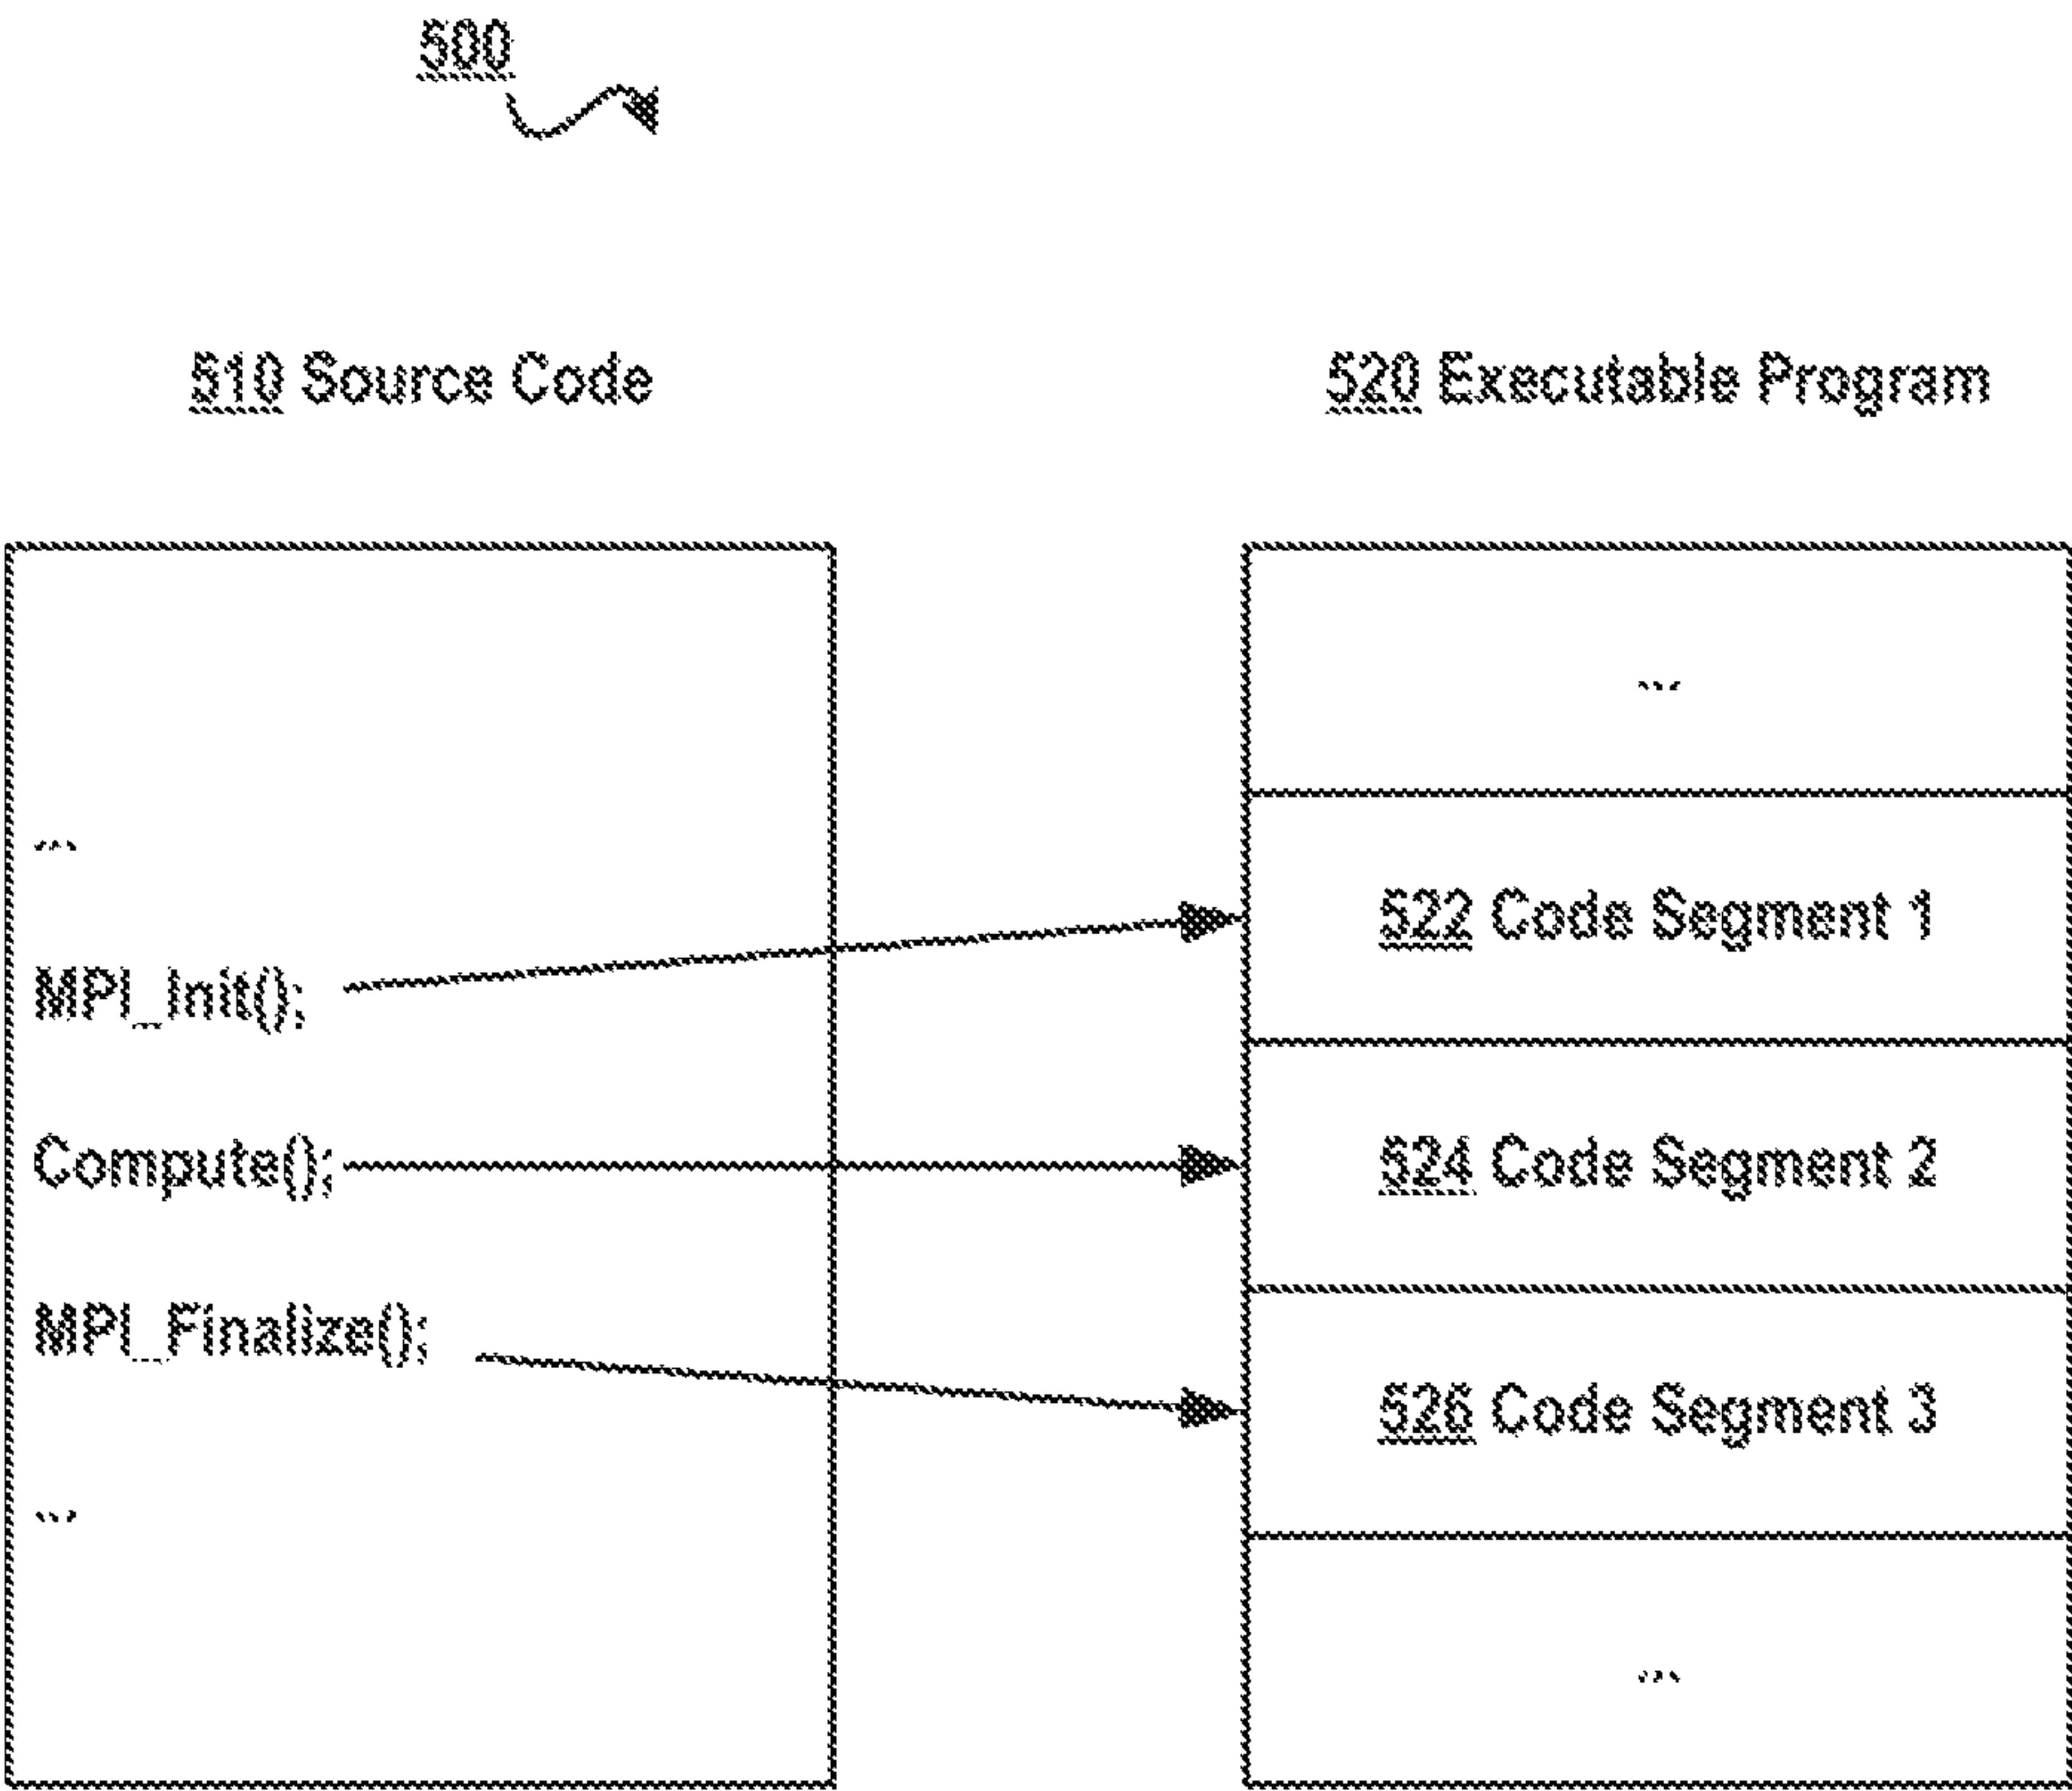 500
510 Source Code
520 Executable Program
...
MPI_Init();
Compute();
MPI_Finalize();
...
...
522 Code Segment 1
524 Code Segment 2
526 Code Segment 3
...